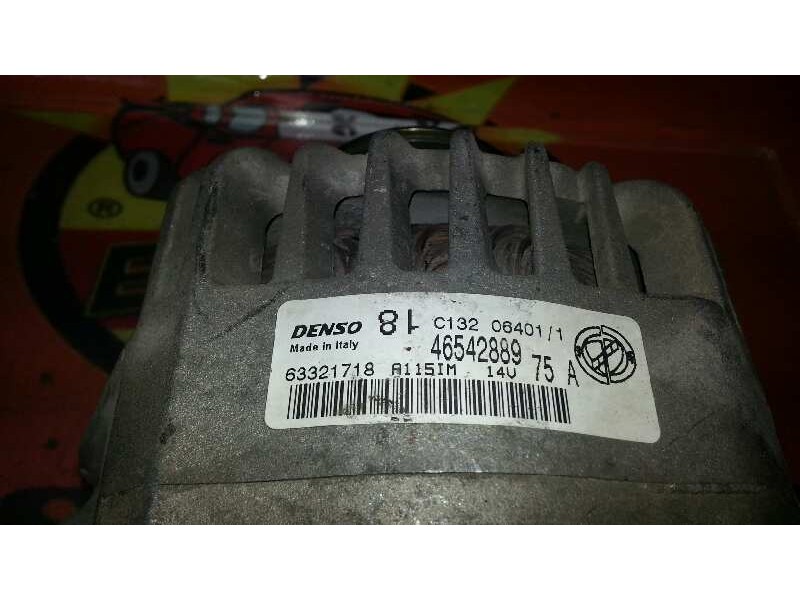 DENSO 81 C132 06401/1
Made in Italy 46542889
63321718 A115IM 14V 75 A
®